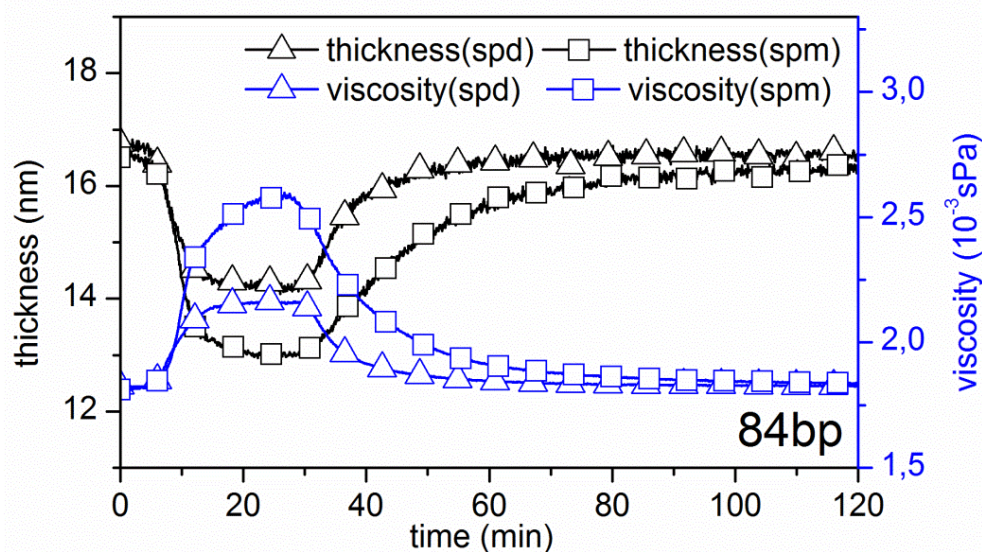 thickness(spd) thickness(spm)
viscosity(spd) viscosity(spm)
thickness (nm)
18
16
14
12
viscosity (10⁻³sPa)
3,0
2,5
2,0
1,5
84bp
0 20 40 60 80 100 120
time (min)